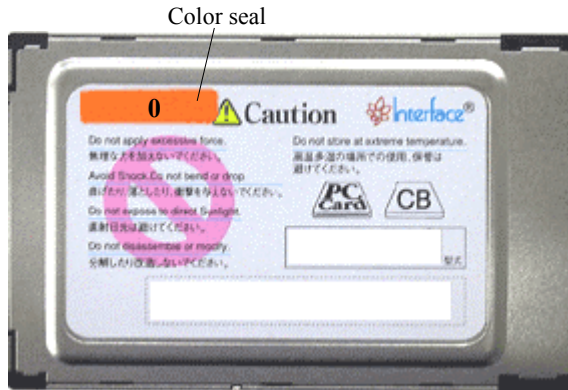 Color seal
0
Caution
Interface®
Do not apply excessive force.
無理な力を加えないでください。
Avoid Shock.Do not bend or drop
曲げたり、落としたり、衝撃を与えないでください。
Do not expose to direct Sunlight.
直射日光は避けてください。
Do not disassemble or modify.
分解したり改造しないでください。
Do not store at extreme temperature.
高温多湿の場所での使用、保管は
避けてください。
PC
Card
CB
型式